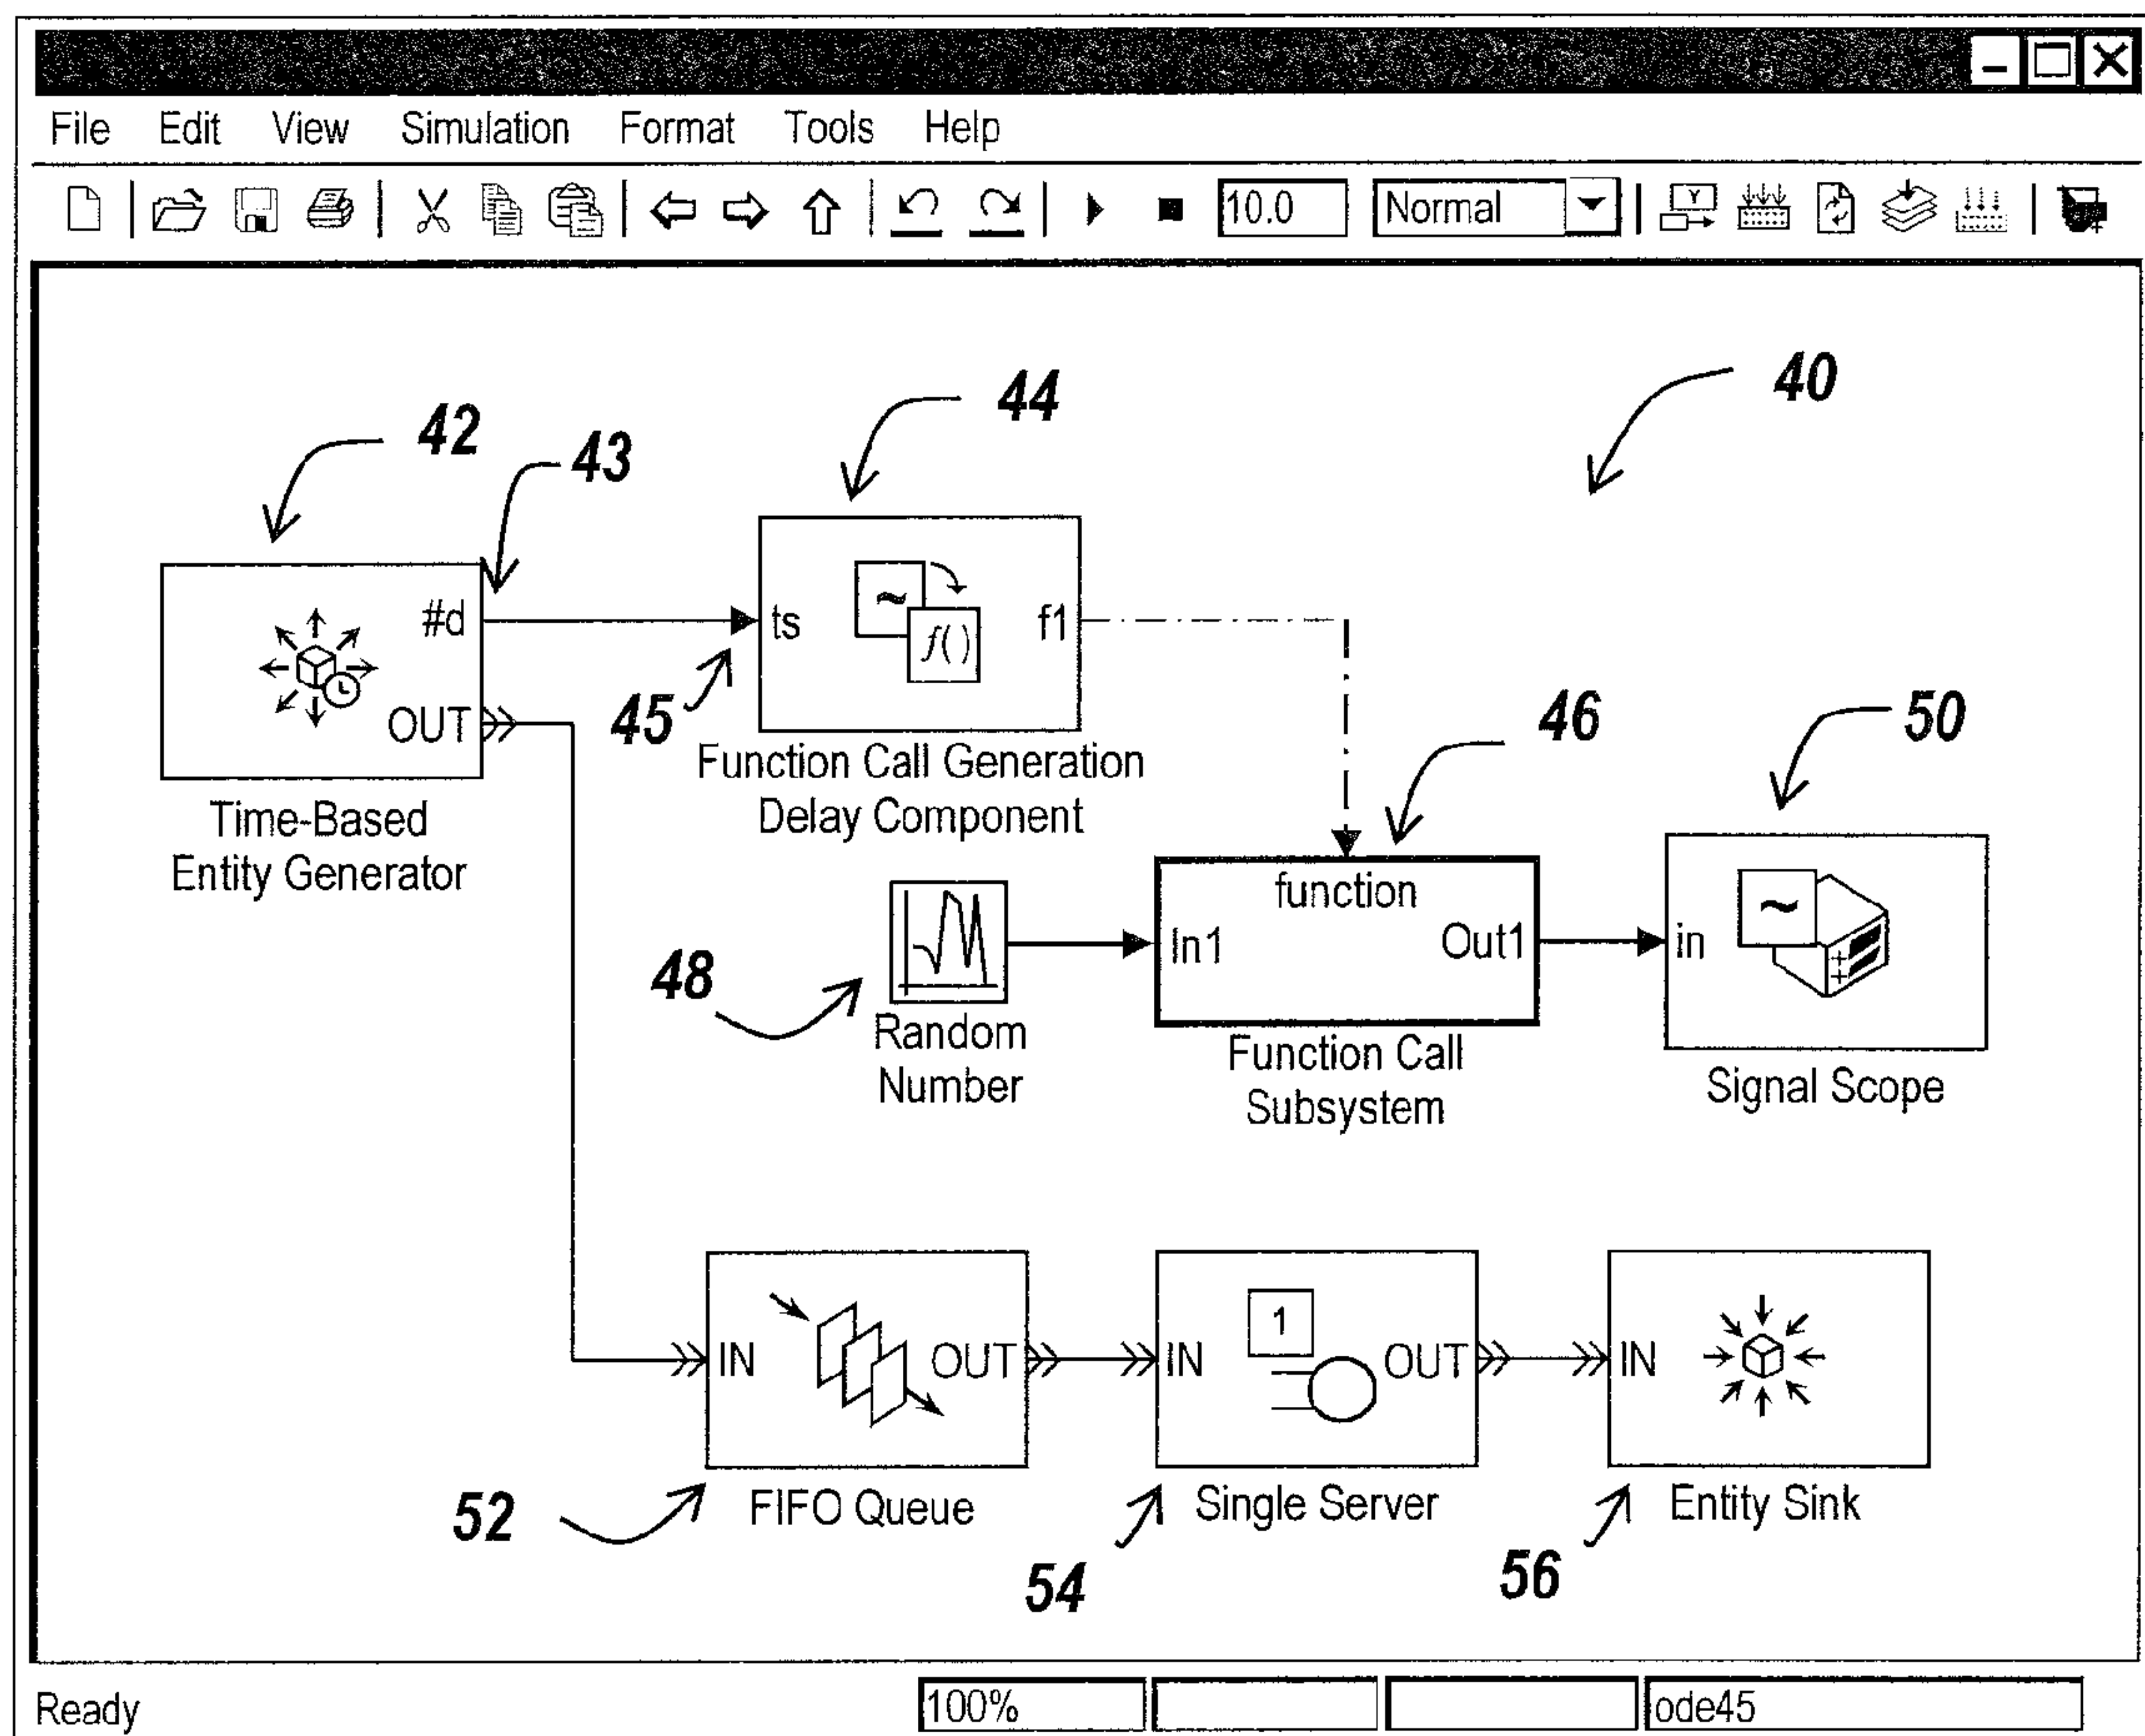 File Edit View Simulation Format Tools Help
10.0 Normal Y
40
44
42
43
#d
ts
f()
f1
OUT
45
Function Call Generation
Delay Component
46
50
Time-Based
Entity Generator
function
In1
Out1
in
48
Random
Number
Function Call
Subsystem
Signal Scope
IN
OUT
IN
1
OUT
IN
52
FIFO Queue
Single Server
Entity Sink
54
56
Ready 100% ode45